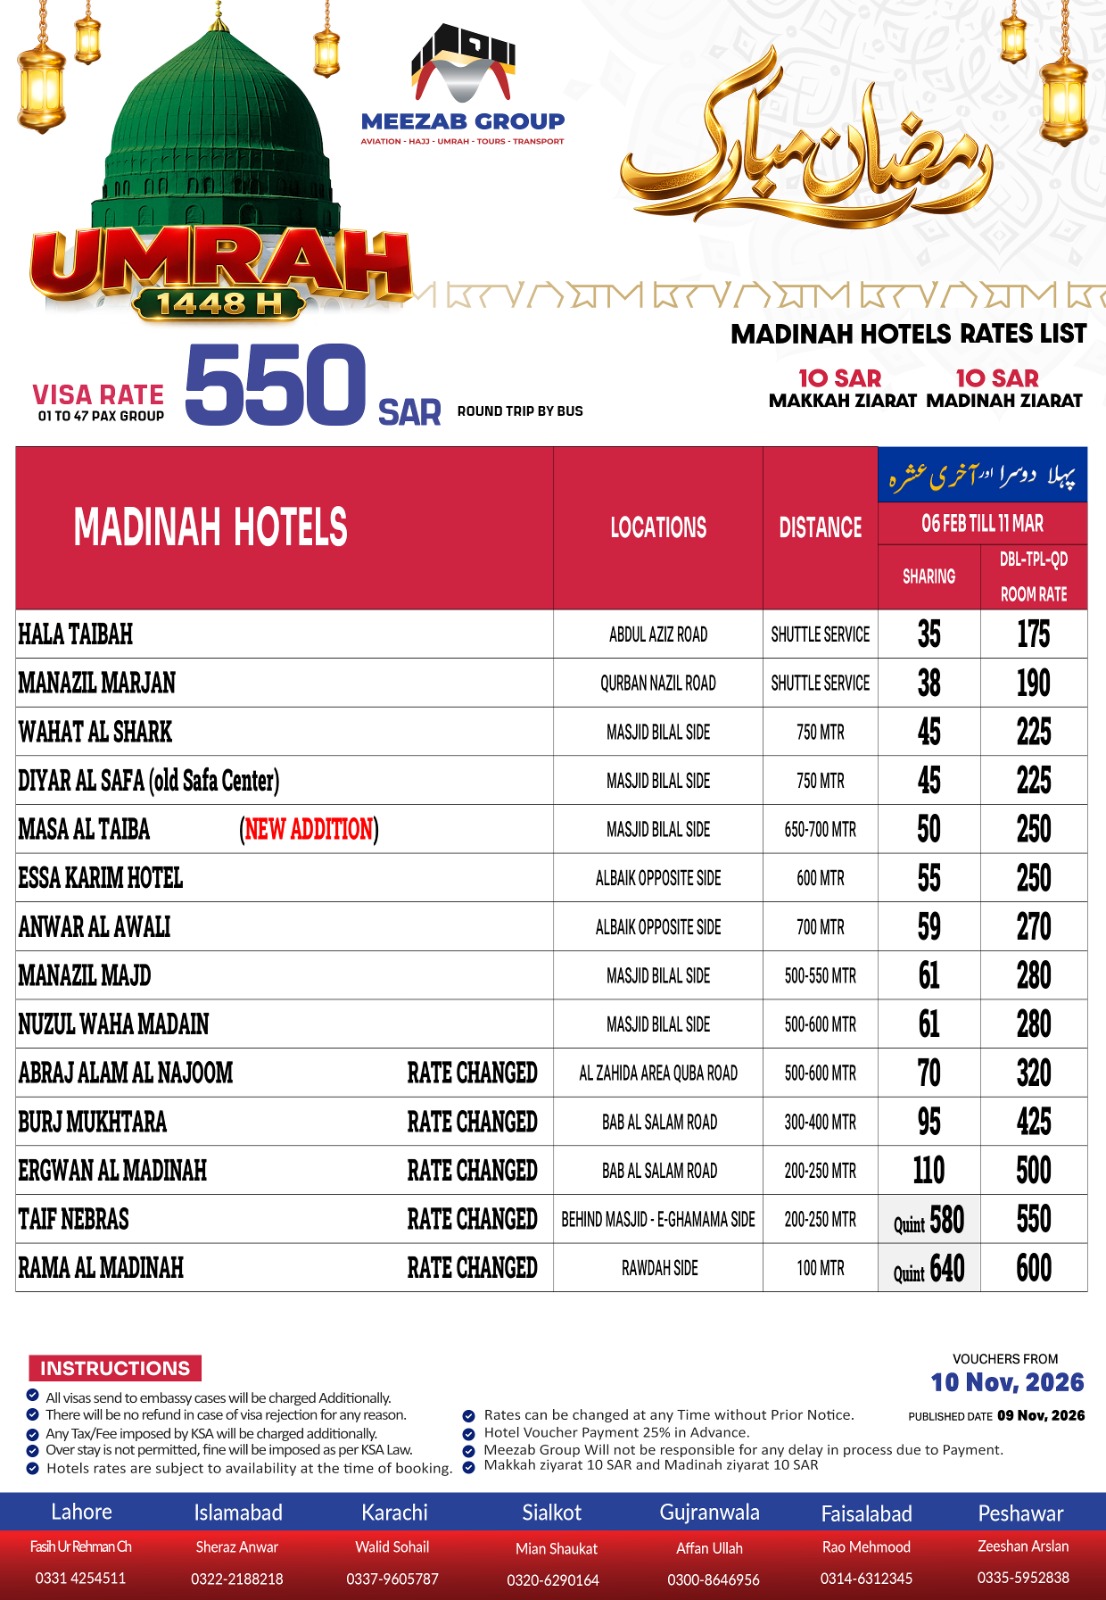 MEEZAB GROUP
AVIATION - HAJJ - UMRAH - TOURS - TRANSPORT
رمضان مبارک
UMRAH
1448 H
MADINAH HOTELS RATES LIST
VISA RATE
01 TO 47 PAX GROUP
550 SAR
ROUND TRIP BY BUS
10 SAR
MAKKAH ZIARAT
10 SAR
MADINAH ZIARAT
MADINAH HOTELS
LOCATIONS
DISTANCE
پہلا دوسرا اور آخری عشرہ
06 FEB TILL 11 MAR
SHARING
DBL-TPL-QD
ROOM RATE
HALA TAIBAH ABDUL AZIZ ROAD SHUTTLE SERVICE 35 175
MANAZIL MARJAN QURBAN NAZIL ROAD SHUTTLE SERVICE 38 190
WAHAT AL SHARK MASJID BILAL SIDE 750 MTR 45 225
DIYAR AL SAFA (old Safa Center) MASJID BILAL SIDE 750 MTR 45 225
MASA AL TAIBA (NEW ADDITION) MASJID BILAL SIDE 650-700 MTR 50 250
ESSA KARIM HOTEL ALBAIK OPPOSITE SIDE 600 MTR 55 250
ANWAR AL AWALI ALBAIK OPPOSITE SIDE 700 MTR 59 270
MANAZIL MAJD MASJID BILAL SIDE 500-550 MTR 61 280
NUZUL WAHA MADAIN MASJID BILAL SIDE 500-600 MTR 61 280
ABRAJ ALAM AL NAJOOM RATE CHANGED AL ZAHIDA AREA QUBA ROAD 500-600 MTR 70 320
BURJ MUKHTARA RATE CHANGED BAB AL SALAM ROAD 300-400 MTR 95 425
ERGWAN AL MADINAH RATE CHANGED BAB AL SALAM ROAD 200-250 MTR 110 500
TAIF NEBRAS RATE CHANGED BEHIND MASJID - E-GHAMAMA SIDE 200-250 MTR Quint 580 550
RAMA AL MADINAH RATE CHANGED RAWDAH SIDE 100 MTR Quint 640 600
INSTRUCTIONS
All visas send to embassy cases will be charged Additionally.
There will be no refund in case of visa rejection for any reason.
Any Tax/Fee imposed by KSA will be charged additionally.
Over stay is not permitted, fine will be imposed as per KSA Law.
Hotels rates are subject to availability at the time of booking.
Rates can be changed at any Time without Prior Notice.
Hotel Voucher Payment 25% in Advance.
Meezab Group Will not be responsible for any delay in process due to Payment.
Makkah ziyarat 10 SAR and Madinah ziyarat 10 SAR
VOUCHERS FROM
10 Nov, 2026
PUBLISHED DATE 09 Nov, 2026
Lahore Islamabad Karachi Sialkot Gujranwala Faisalabad Peshawar
Fasih Ur Rehman Ch Sheraz Anwar Walid Sohail Mian Shaukat Affan Ullah Rao Mehmood Zeeshan Arslan
0331 4254511 0322-2188218 0337-9605787 0320-6290164 0300-8646956 0314-6312345 0335-5952838